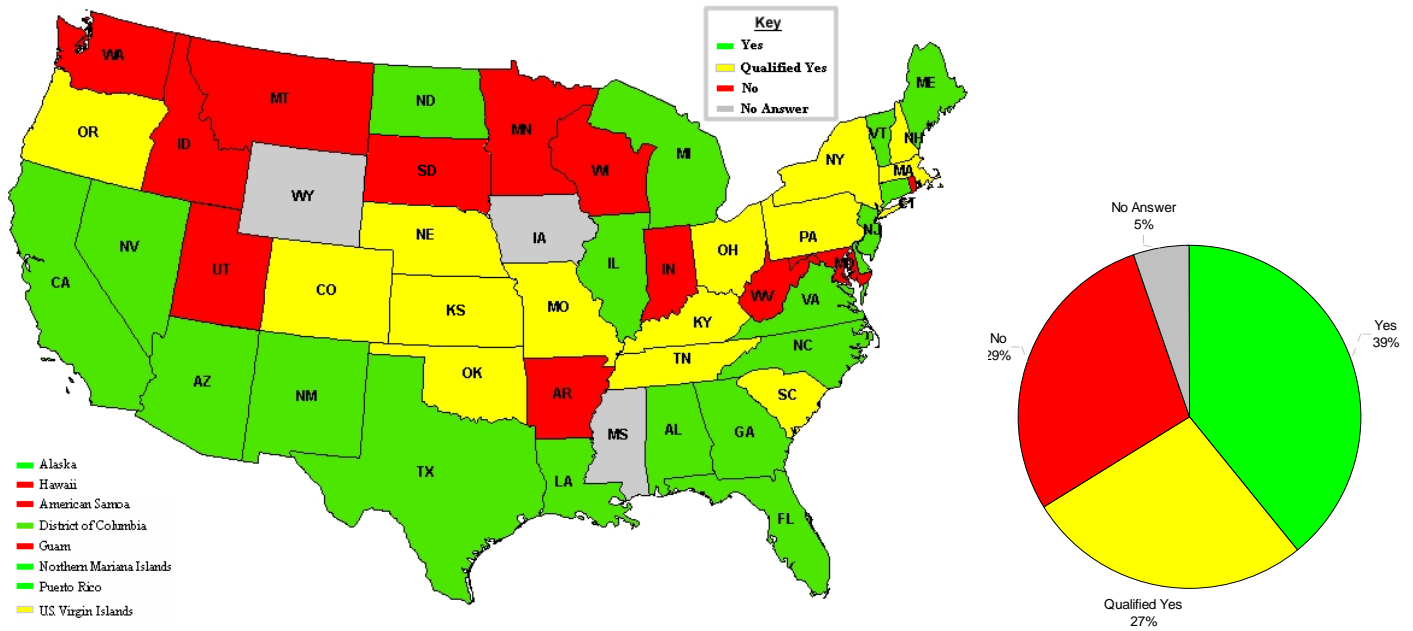 Key
Yes
Qualified Yes
No
No Answer
WA
MT
ND
MN
ME
OR
ID
SD
WI
MI
VT
NH
NY
MA
WY
CT
NE
IA
PA
NJ
NV
OH
IL
IN
MD
UT
CA
CO
WV
VA
KS
MO
KY
NC
TN
OK
AZ
NM
AR
SC
MS
AL
GA
TX
LA
FL
Alaska
Hawaii
American Samoa
District of Columbia
Guam
Northern Mariana Islands
Puerto Rico
U.S. Virgin Islands
No Answer
5%
Yes
39%
No
29%
Qualified Yes
27%